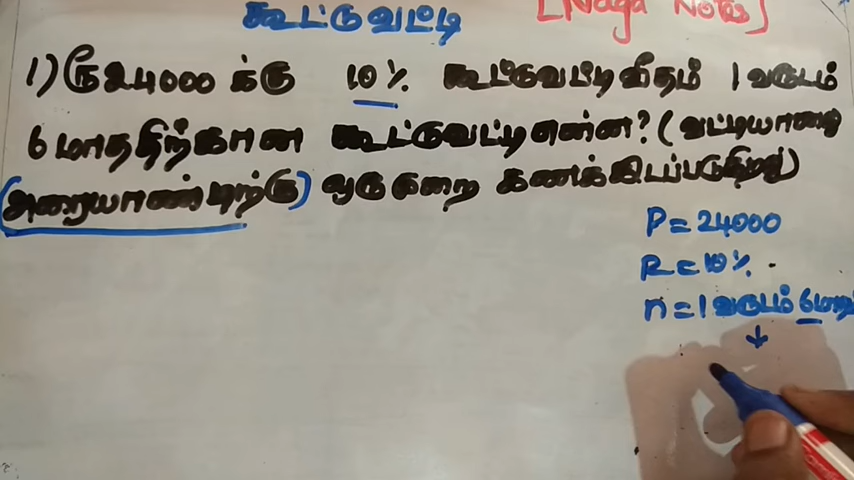 கூட்டுவட்டி
[Naga Notes]
1) ரூ 24000 க்கு 10% கூட்டுவட்டி வீதம் 1 வருடம்
6 மாதத்திற்கான கூட்டுவட்டி என்ன? (வட்டியானது
(அரையாண்டிற்கு) ஒரு முறை கணக்கிடப்படுகிறது)
P = 24000
R = 10%
n = 1 வருடம் 6 மாத